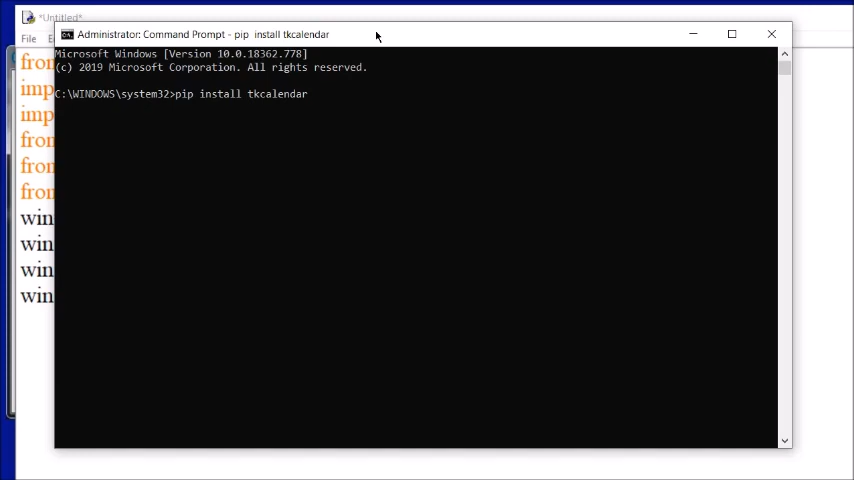 *Untitled*
File
Administrator: Command Prompt - pip  install tkcalendar
Microsoft Windows [Version 10.0.18362.778]
(c) 2019 Microsoft Corporation. All rights reserved.
C:\WINDOWS\system32>pip install tkcalendar
from
imp
imp
from
from
from
win
win
win
win